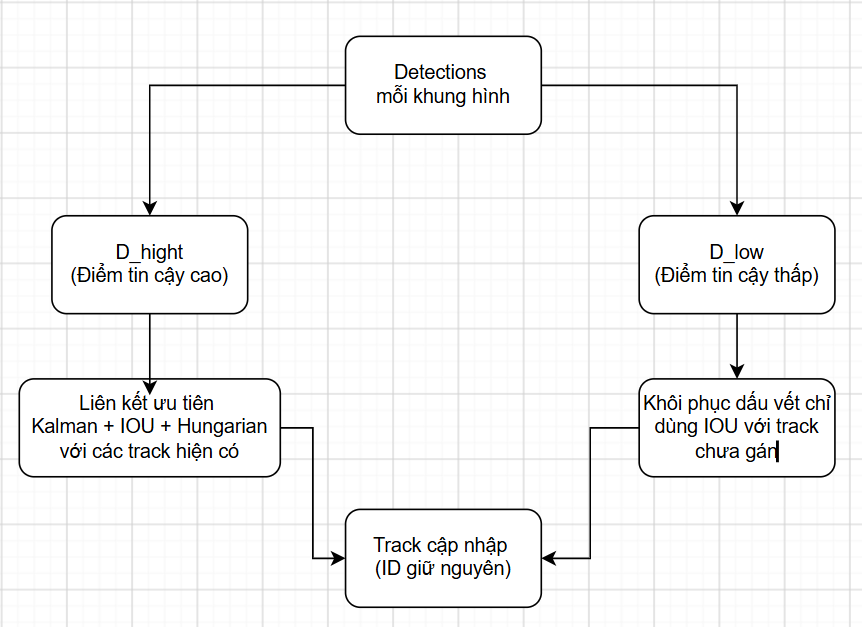 Detections
mỗi khung hình
D_hight
(Điểm tin cậy cao)
D_low
(Điểm tin cậy thấp)
Liên kết ưu tiên
Kalman + IOU + Hungarian
với các track hiện có
Khôi phục dấu vết chỉ
dùng IOU với track
chưa gán
Track cập nhập
(ID giữ nguyên)